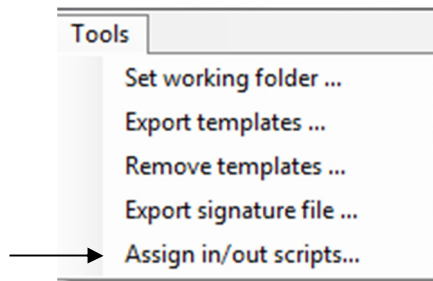 Tools
Set working folder ...
Export templates ...
Remove templates ...
Export signature file ...
Assign in/out scripts...